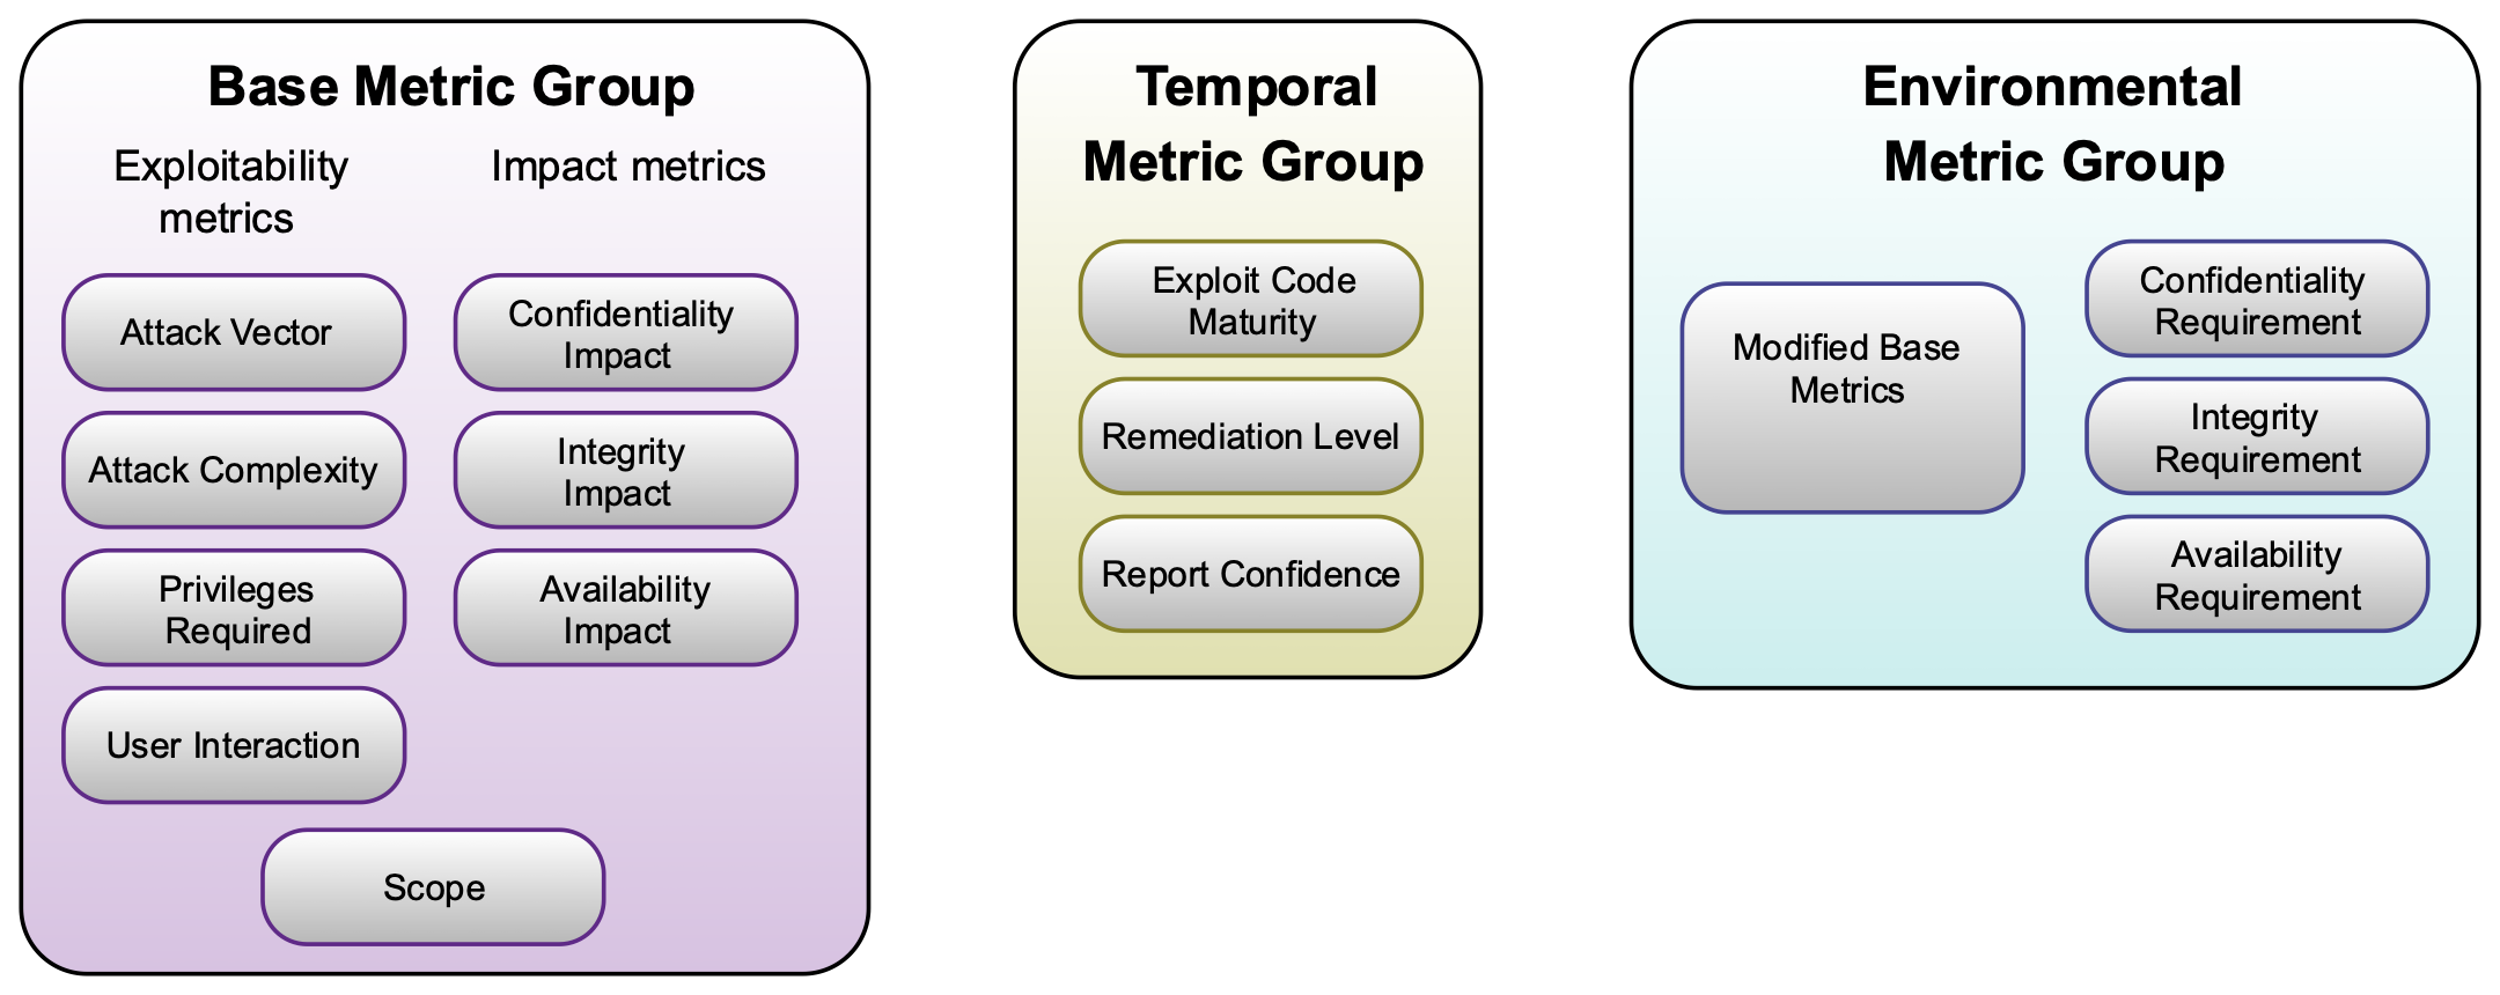 Base Metric Group
Exploitability
metrics
Impact metrics
Attack Vector
Attack Complexity
Privileges
Required
User Interaction
Confidentiality
Impact
Integrity
Impact
Availability
Impact
Scope
Temporal
Metric Group
Exploit Code
Maturity
Remediation Level
Report Confidence
Environmental
Metric Group
Modified Base
Metrics
Confidentiality
Requirement
Integrity
Requirement
Availability
Requirement